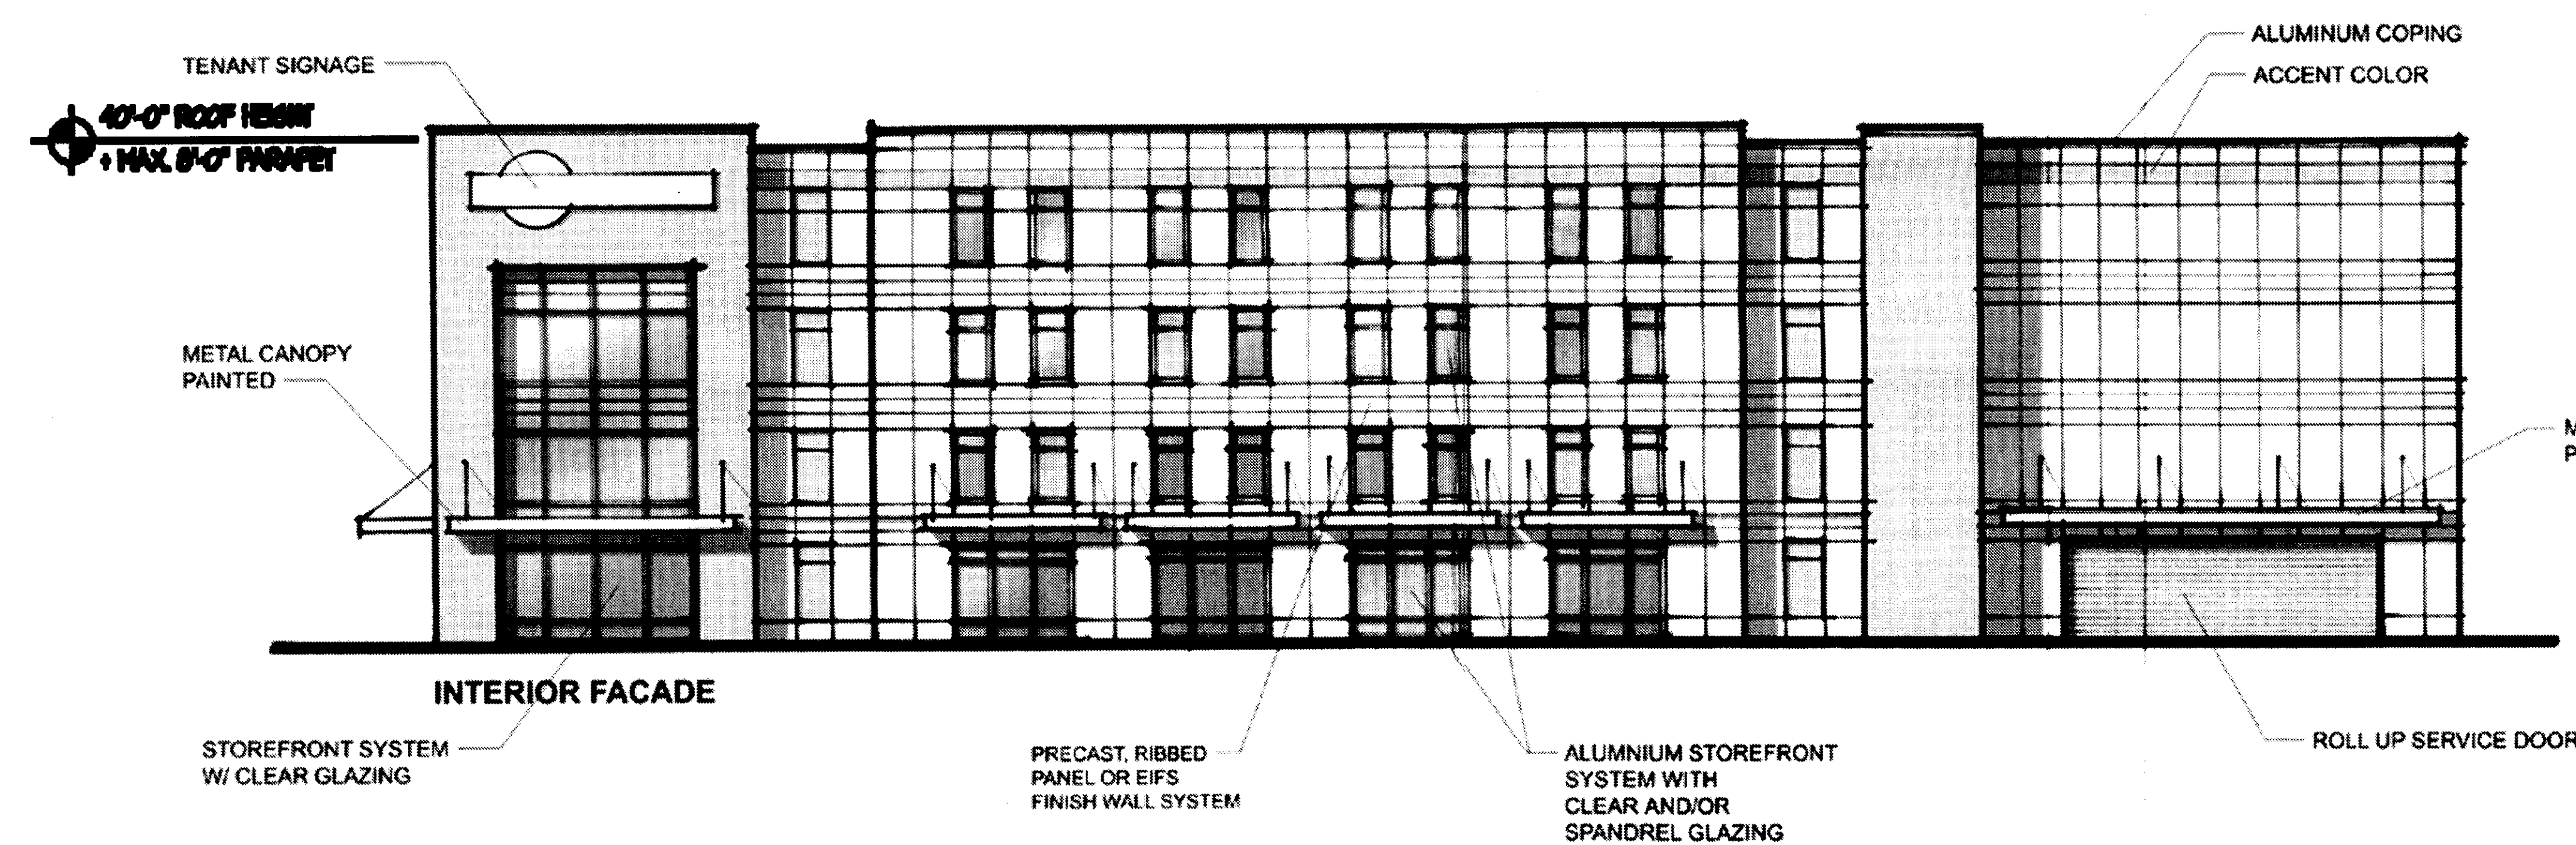 ALUMINUM COPING
TENANT SIGNAGE
ACCENT COLOR
40'-0" ROOF HEIGHT
+ MAX. 8'-0" PARAPET
METAL CANOPY
PAINTED
M
P
INTERIOR FACADE
STOREFRONT SYSTEM
W/ CLEAR GLAZING
PRECAST, RIBBED
PANEL OR EIFS
FINISH WALL SYSTEM
ALUMNIUM STOREFRONT
SYSTEM WITH
CLEAR AND/OR
SPANDREL GLAZING
ROLL UP SERVICE DOOR